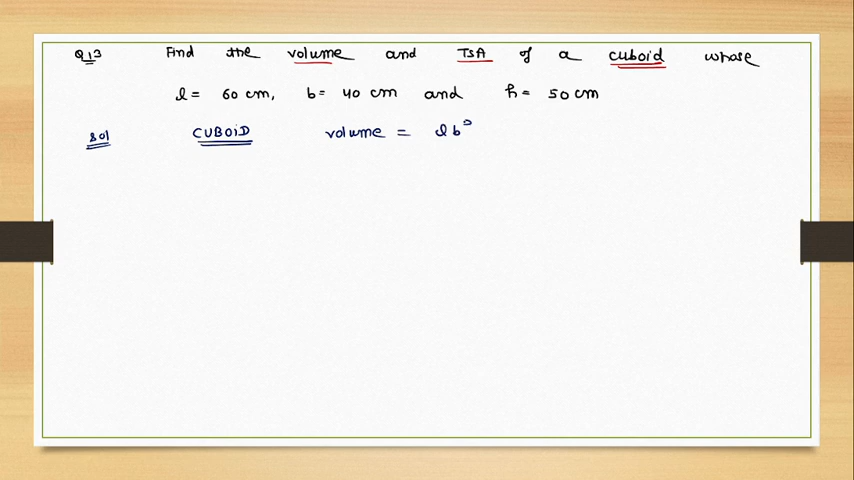 Q13 Find the volume and TSA of a cuboid whose
l = 60 cm, b = 40 cm and h = 50 cm
Sol CUBOID volume = lb